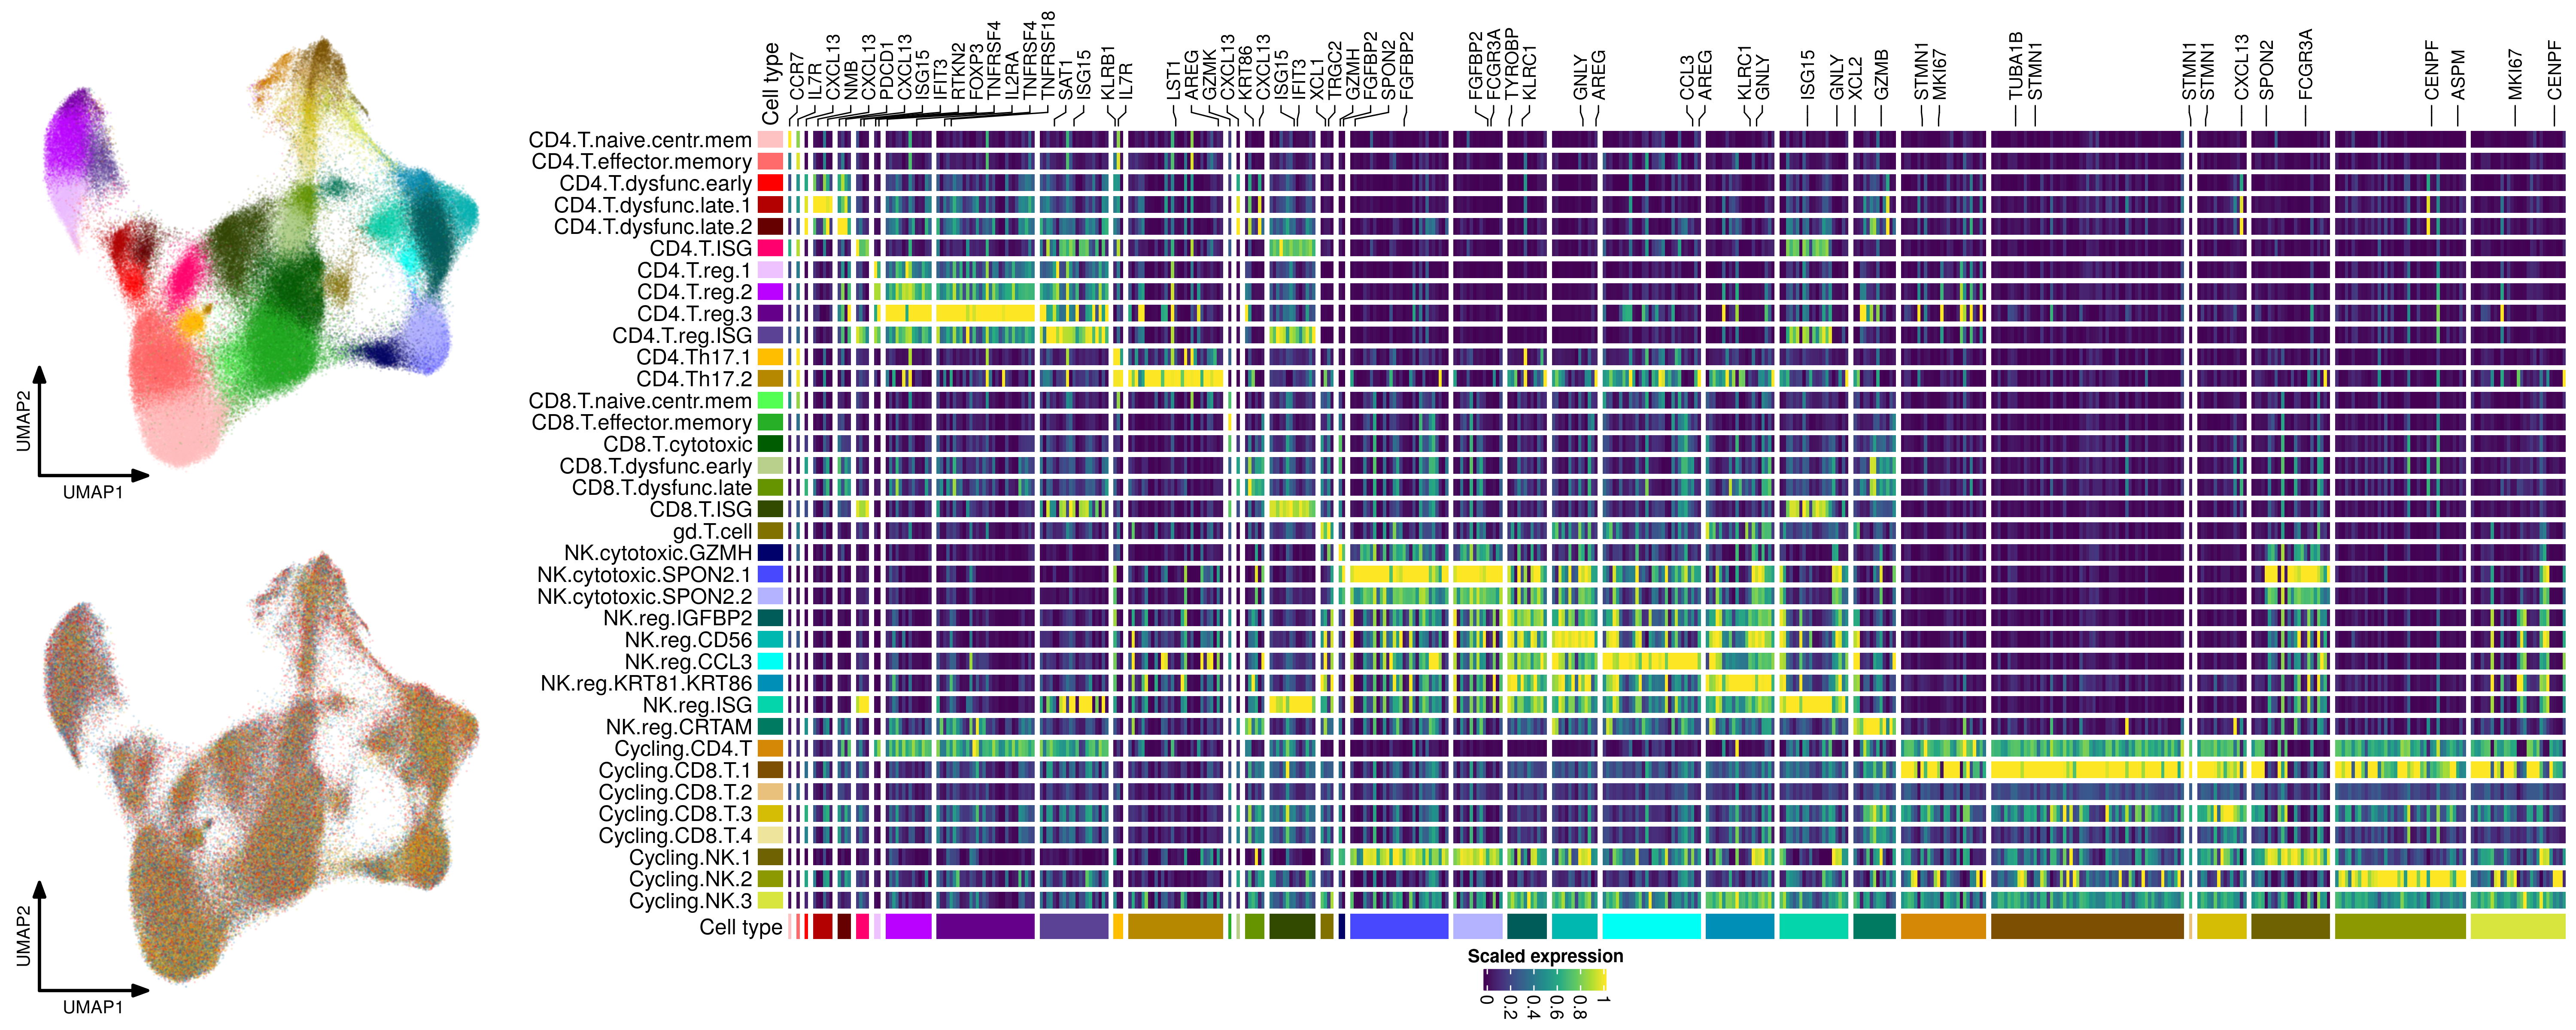 UMAP2
UMAP1
UMAP2
UMAP1
Cell type
CCR7
IL7R
CXCL13
NMB
CXCL13
PDCD1
CXCL13
ISG15
IFIT3
RTKN2
FOXP3
TNFRSF4
IL2RA
TNFRSF4
TNFRSF18
SAT1
ISG15
KLRB1
IL7R
LST1
AREG
GZMK
CXCL13
KRT86
CXCL13
ISG15
IFIT3
XCL1
TRGC2
GZMH
FGFBP2
SPON2
FGFBP2
FGFBP2
FCGR3A
TYROBP
KLRC1
GNLY
AREG
CCL3
AREG
KLRC1
GNLY
ISG15
GNLY
XCL2
GZMB
STMN1
MKI67
TUBA1B
STMN1
STMN1
STMN1
CXCL13
SPON2
FCGR3A
CENPF
ASPM
MKI67
CENPF
CD4.T.naive.centr.mem
CD4.T.effector.memory
CD4.T.dysfunc.early
CD4.T.dysfunc.late.1
CD4.T.dysfunc.late.2
CD4.T.ISG
CD4.T.reg.1
CD4.T.reg.2
CD4.T.reg.3
CD4.T.reg.ISG
CD4.Th17.1
CD4.Th17.2
CD8.T.naive.centr.mem
CD8.T.effector.memory
CD8.T.cytotoxic
CD8.T.dysfunc.early
CD8.T.dysfunc.late
CD8.T.ISG
gd.T.cell
NK.cytotoxic.GZMH
NK.cytotoxic.SPON2.1
NK.cytotoxic.SPON2.2
NK.reg.IGFBP2
NK.reg.CD56
NK.reg.CCL3
NK.reg.KRT81.KRT86
NK.reg.ISG
NK.reg.CRTAM
Cycling.CD4.T
Cycling.CD8.T.1
Cycling.CD8.T.2
Cycling.CD8.T.3
Cycling.CD8.T.4
Cycling.NK.1
Cycling.NK.2
Cycling.NK.3
Cell type
Scaled expression
0
0.2
0.4
0.6
0.8
1